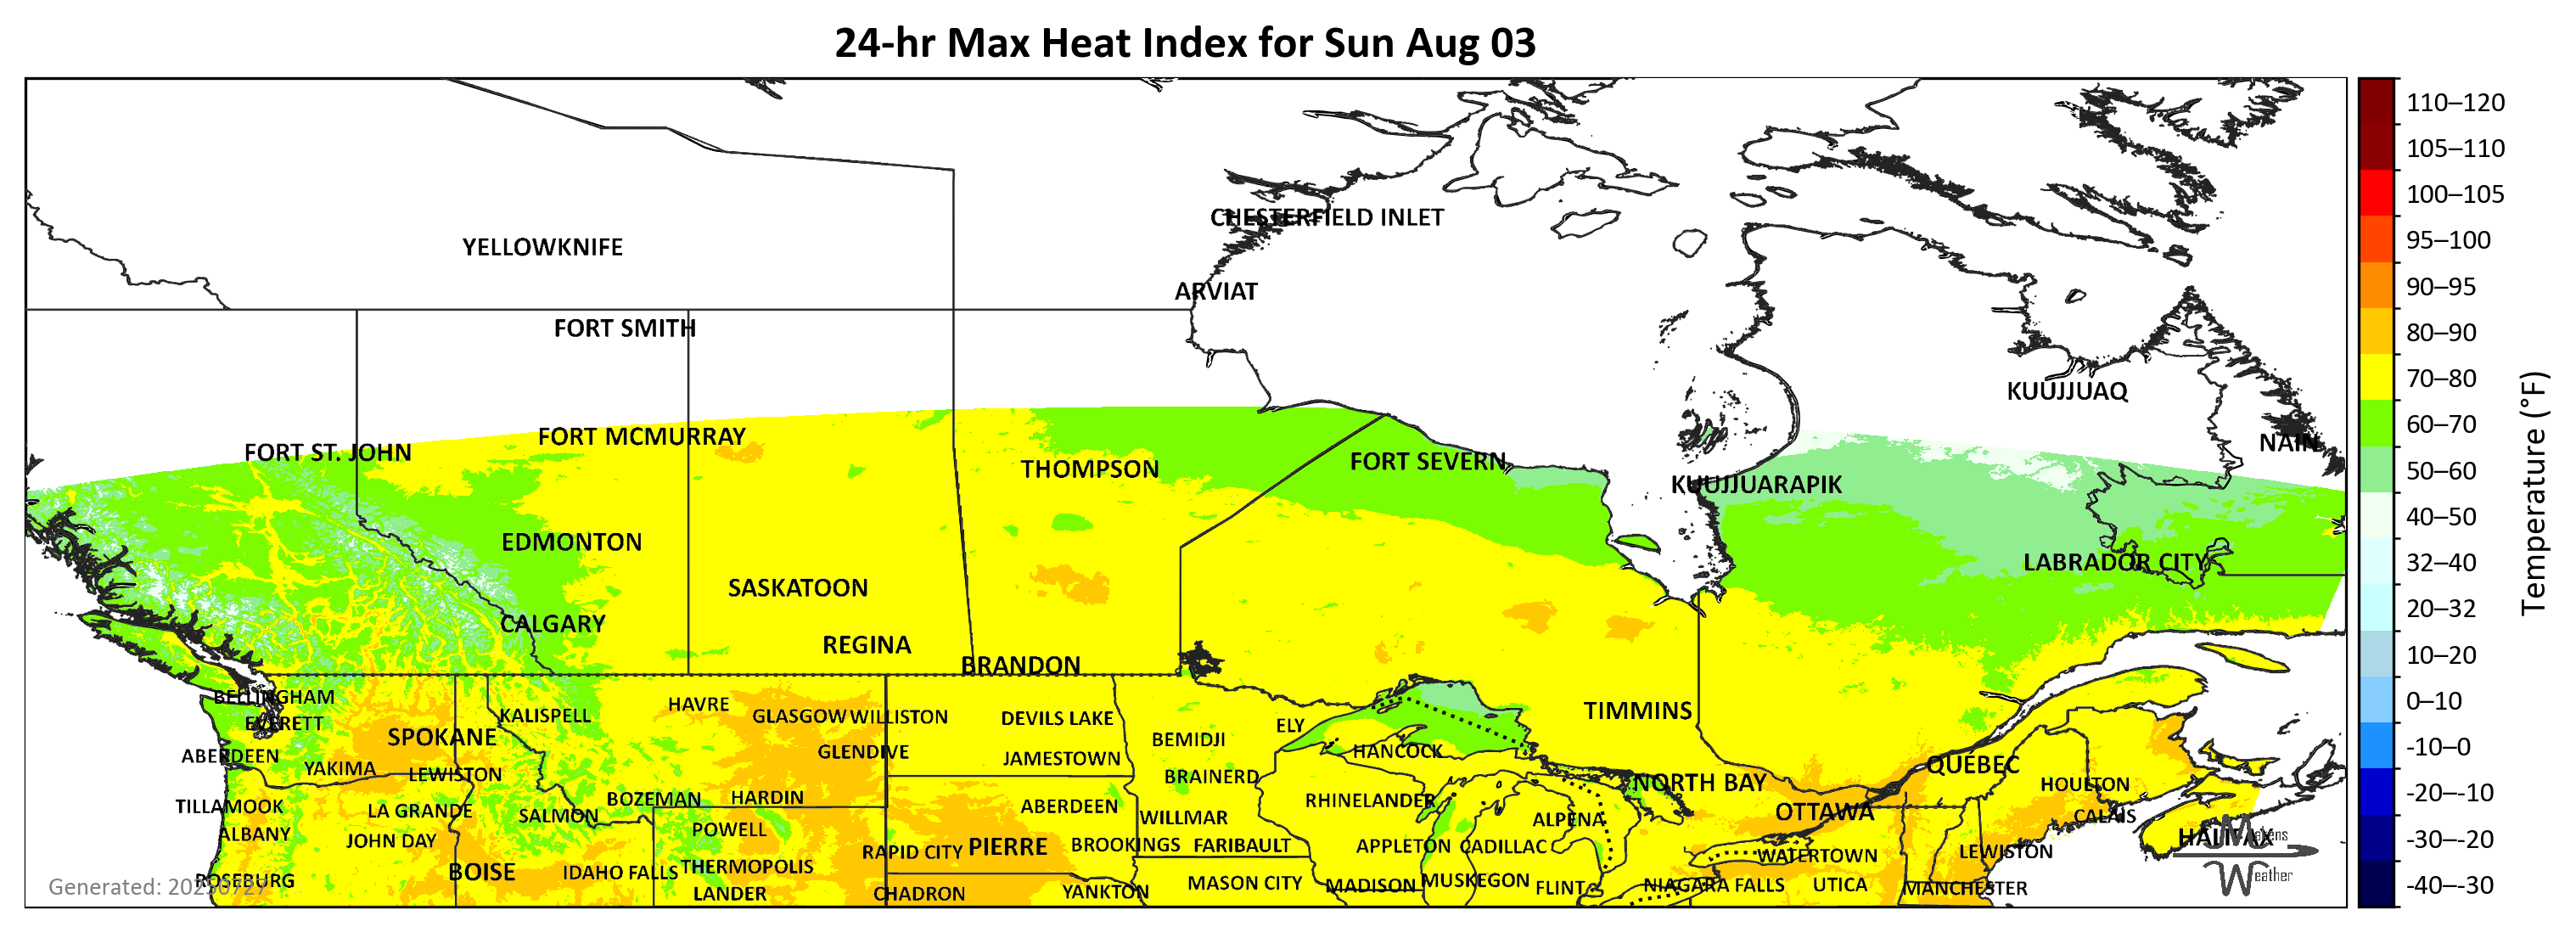 24-hr Max Heat Index for Sun Aug 03
CHESTERFIELD INLET
YELLOWKNIFE
ARVIAT
FORT SMITH
KUUJJUAQ
FORT MCMURRAY
NAIN
FORT ST. JOHN
THOMPSON
FORT SEVERN
KUUJJUARAPIK
EDMONTON
LABRADOR CITY
SASKATOON
CALGARY
REGINA
BRANDON
BELLINGHAM
HAVRE
KALISPELL
GLASGOW WILLISTON
DEVILS LAKE
TIMMINS
EVERETT
ELY
SPOKANE
BEMIDJI
GLENDIVE
HANCOCK
ABERDEEN
JAMESTOWN
QUÉBEC
YAKIMA
LEWISTON
BRAINERD
NORTH BAY
HOULTON
BOZEMAN
HARDIN
RHINELANDER
TILLAMOOK
LA GRANDE
SALMON
ABERDEEN
WILLMAR
ALPENA
OTTAWA
CALAIS
ALBANY
POWELL
HALIFAX
JOHN DAY
RAPID CITY
PIERRE
BROOKINGS
FARIBAULT
APPLETON
CADILLAC
WATERTOWN
LEWISTON
BOISE
IDAHO FALLS
THERMOPOLIS
ROSEBURG
LANDER
CHADRON
YANKTON
MASON CITY
MADISON
MUSKEGON
FLINT
NIAGARA FALLS
UTICA
MANCHESTER
Generated: 20250727
Weather
110–120
105–110
100–105
95–100
90–95
80–90
70–80
60–70
50–60
40–50
32–40
20–32
10–20
0–10
-10–0
-20–-10
-30–-20
-40–-30
Temperature (°F)